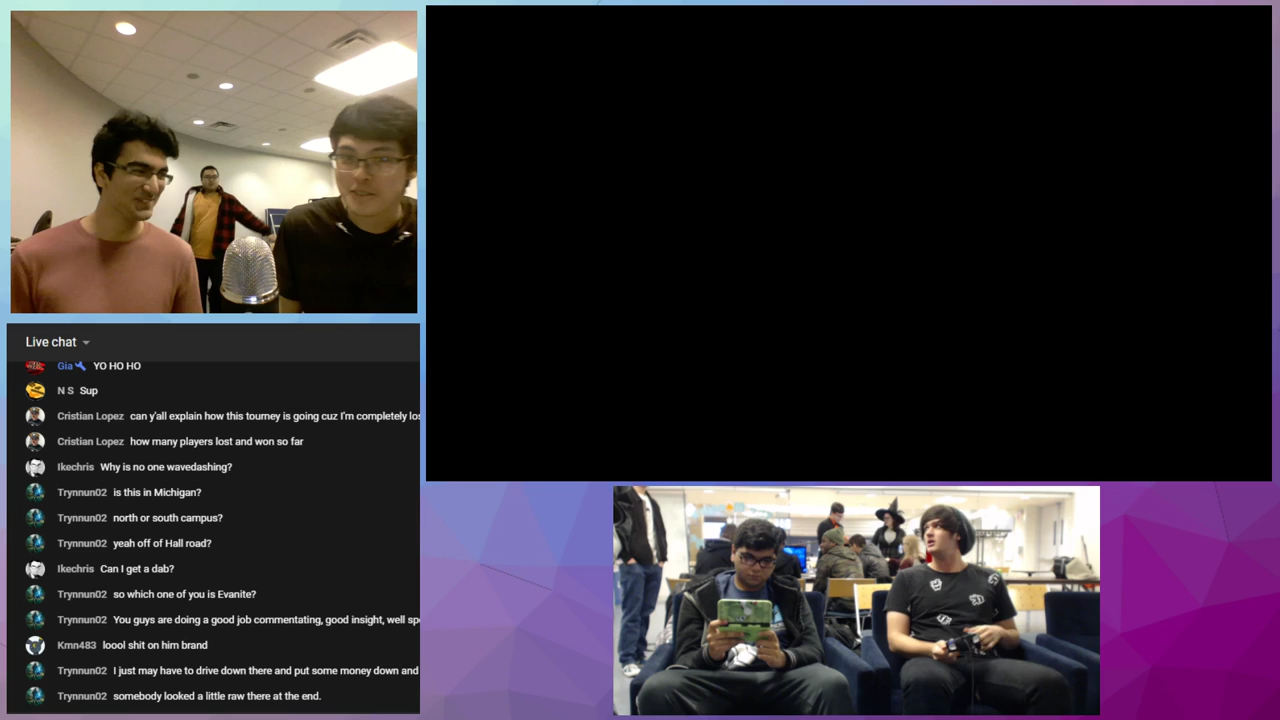 Live chat
Gia YO HO HO
N S Sup
Cristian Lopez can y'all explain how this tourney is going cuz I'm completely
Cristian Lopez how many players lost and won so far
Ikechris Why is no one wavedashing?
Trynnun02 is this in Michigan?
Trynnun02 north or south campus?
Trynnun02 yeah off of Hall road?
Ikechris Can I get a dab?
Trynnun02 so which one of you is Evanite?
Trynnun02 You guys are doing a good job commentating, good insight, well
Kmn483 loool shit on him brand
Trynnun02 I just may have to drive down there and put some money down and
Trynnun02 somebody looked a little raw there at the end.